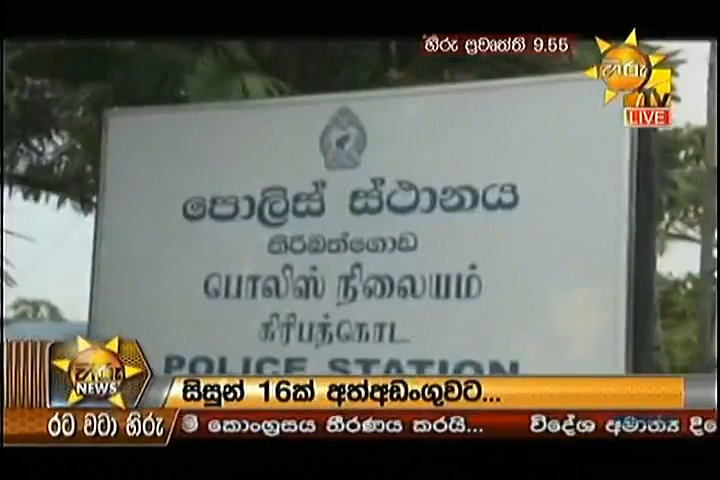 හිරු ප්‍රවෘත්ති 9.55
හිරු
TV
LIVE
පොලිස් ස්ථානය
කිරිබත්ගොඩ
பொலிஸ் நிலையம்
கிரிபத்கொட
POLICE STATION
හිරු
NEWS
සිසුන් 16ක් අත්අඩංගුවට...
රට වටා හිරු
මි කොංග්‍රසය තීරණය කරයි... විදේශ අමාත්‍ය